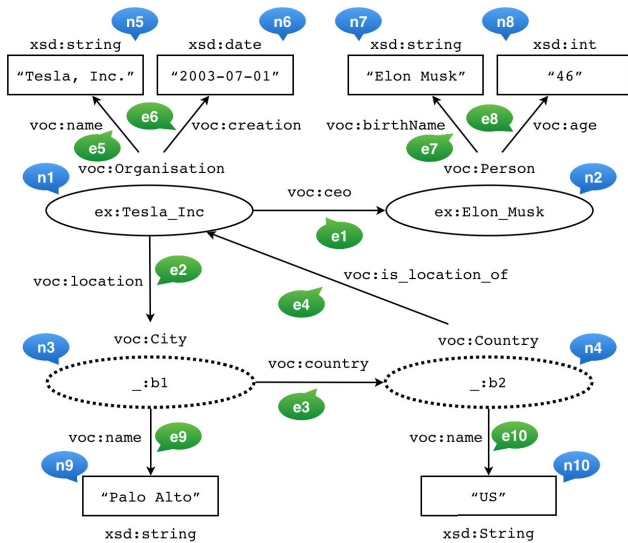 n5 n6 n7 n8
xsd:string xsd:date xsd:string xsd:int
“Tesla, Inc.” “2003-07-01” “Elon Musk” “46”
e6 e8
voc:name voc:creation voc:birthName voc:age
e5 e7
n1 voc:Organisation voc:Person n2
voc:ceo
ex:Tesla_Inc ex:Elon_Musk
e1
e2
voc:location voc:is_location_of
e4
n3 voc:City voc:Country n4
voc:country
_:b1 _:b2
e3
voc:name e9 voc:name e10
n9 n10
“Palo Alto” “US”
xsd:string xsd:String